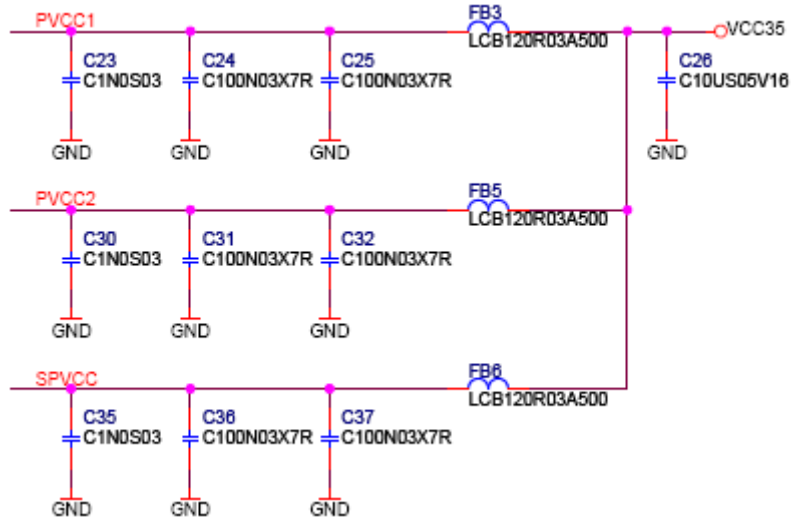 PVCC1
FB3
LCB120R03A500
VCC35
C23
C1N0S03
C24
C100N03X7R
C25
C100N03X7R
C26
C10US05V16
GND
GND
GND
GND
PVCC2
FB5
LCB120R03A500
C30
C1N0S03
C31
C100N03X7R
C32
C100N03X7R
GND
GND
GND
SPVCC
FB6
LCB120R03A500
C35
C1N0S03
C36
C100N03X7R
C37
C100N03X7R
GND
GND
GND